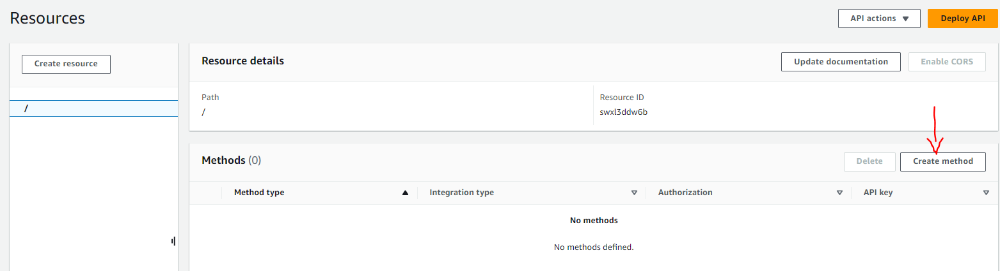 Resources
API actions
Deploy API
Create resource
/
Resource details
Update documentation
Enable CORS
Path
/
Resource ID
swxl3ddw6b
Methods (0)
Delete
Create method
Method type
Integration type
Authorization
API key
No methods
No methods defined.